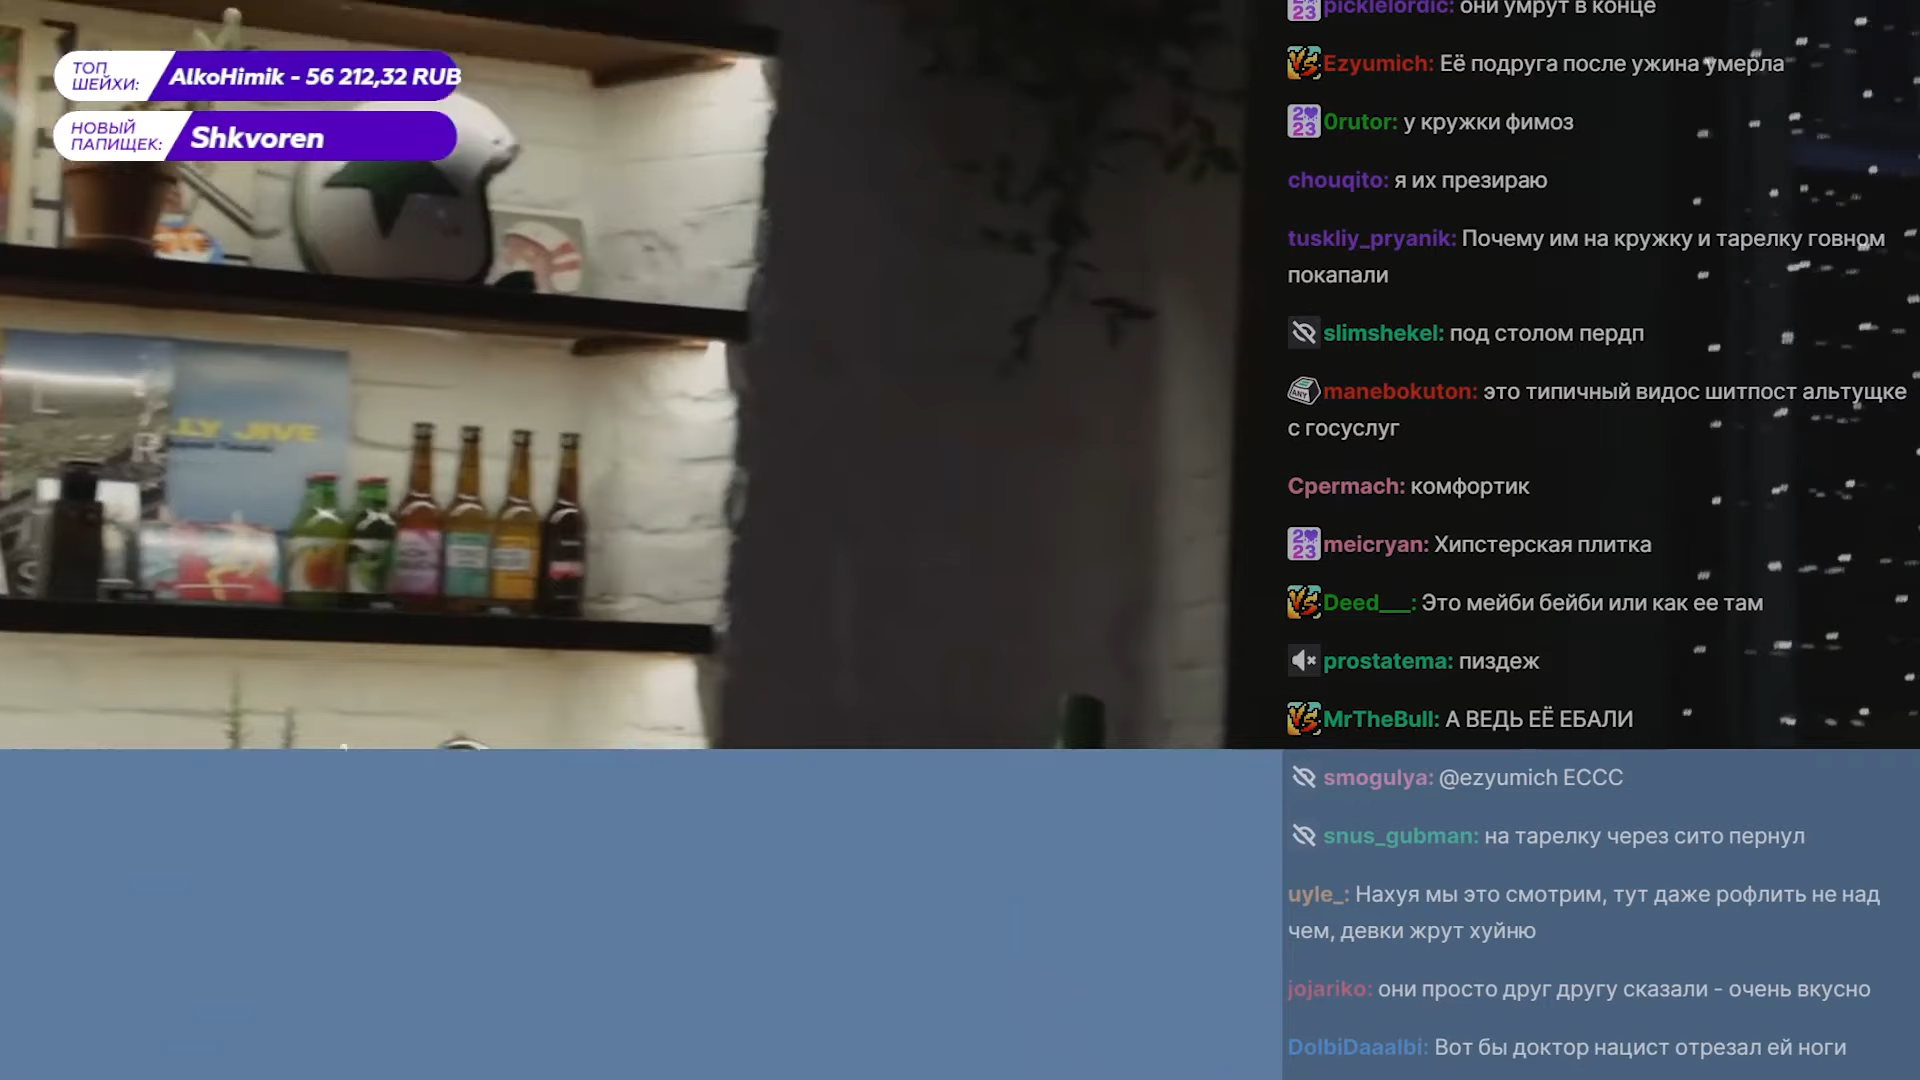 ТОП
ШЕЙХИ:
AlkoHimik - 56 212,32 RUB
НОВЫЙ
ПАПИЩЕК:
Shkvoren
LLY JIVE
picklelordic: они умрут в конце
Ezyumich: Её подруга после ужина умерла
0rutor: у кружки фимоз
chouqito: я их презираю
tuskliy_pryanik: Почему им на кружку и тарелку говном
покапали
slimshekel: под столом пердп
manebokuton: это типичный видос шитпост альтушке
с госуслуг
Cpermach: комфортик
meicryan: Хипстерская плитка
Deed___: Это мейби бейби или как ее там
prostatema: пиздеж
MrTheBull: А ВЕДЬ ЕЁ ЕБАЛИ
smogulya: @ezyumich ЕССС
snus_gubman: на тарелку через сито пернул
uyle_: Нахуя мы это смотрим, тут даже рофлить не над
чем, девки жрут хуйню
jojariko: они просто друг другу сказали - очень вкусно
DolbiDaaalbi: Вот бы доктор нацист отрезал ей ноги